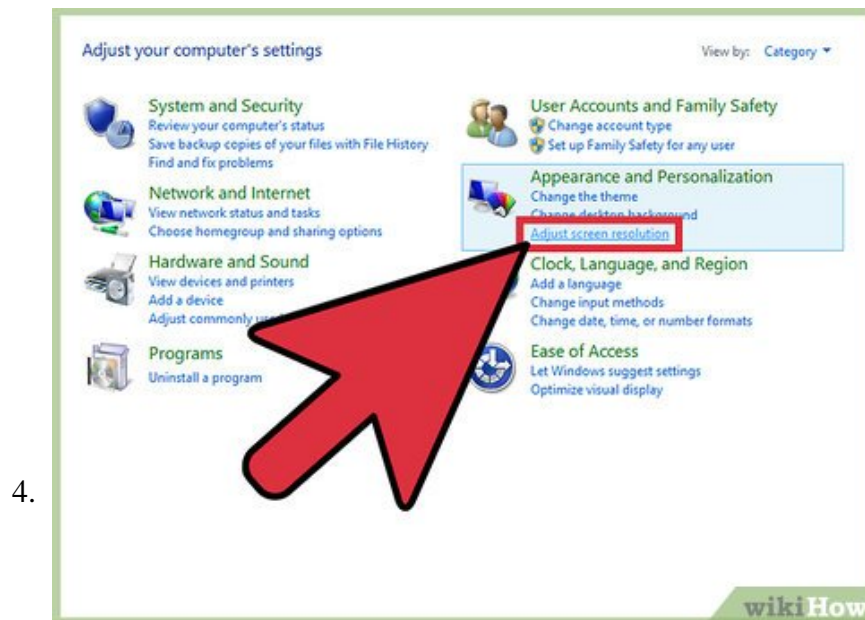 Adjust your computer's settings
View by: Category
System and Security
Review your computer's status
Save backup copies of your files with File History
Find and fix problems
Network and Internet
View network status and tasks
Choose homegroup and sharing options
Hardware and Sound
View devices and printers
Add a device
Adjust commonly
Programs
Uninstall a program
User Accounts and Family Safety
Change account type
Set up Family Safety for any user
Appearance and Personalization
Change the theme
Change desktop background
Adjust screen resolution
Clock, Language, and Region
Add a language
Change input methods
Change date, time, or number formats
Ease of Access
Let Windows suggest settings
Optimize visual display
4.
wikiHow